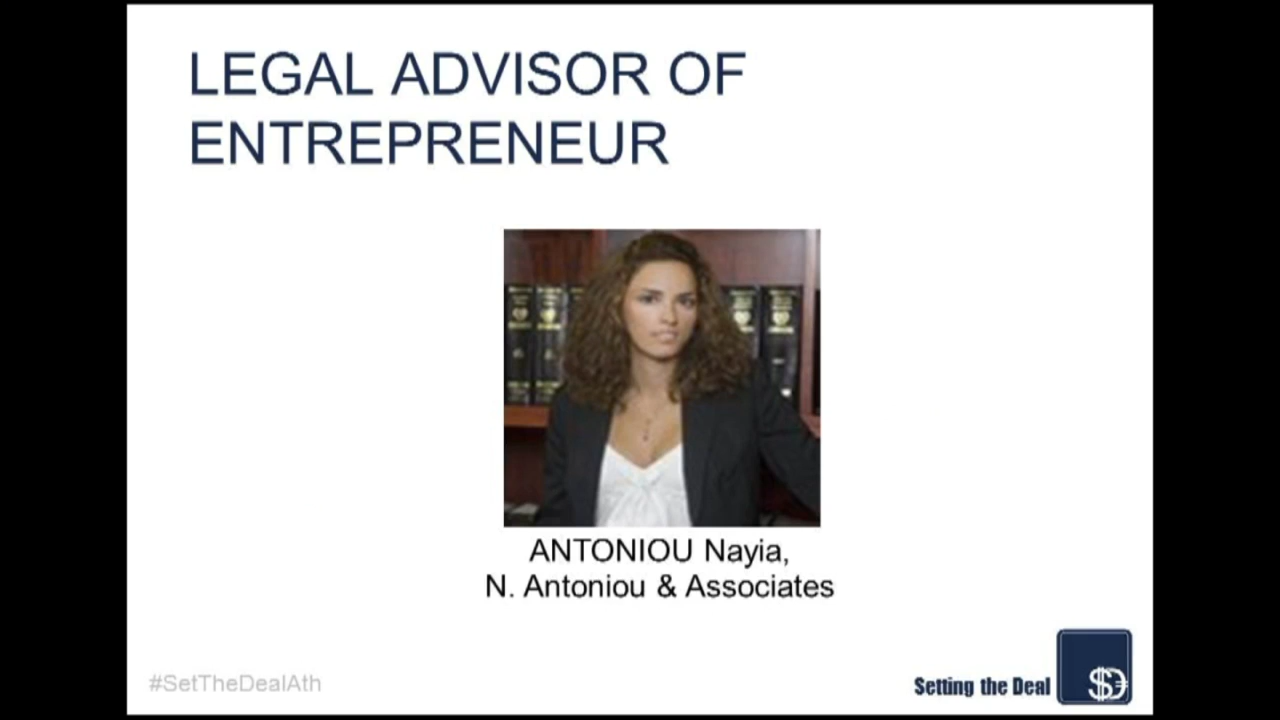 LEGAL ADVISOR OF
ENTREPRENEUR
ANTONIOU Nayia,
N. Antoniou & Associates
#SetTheDealAth
Setting the Deal